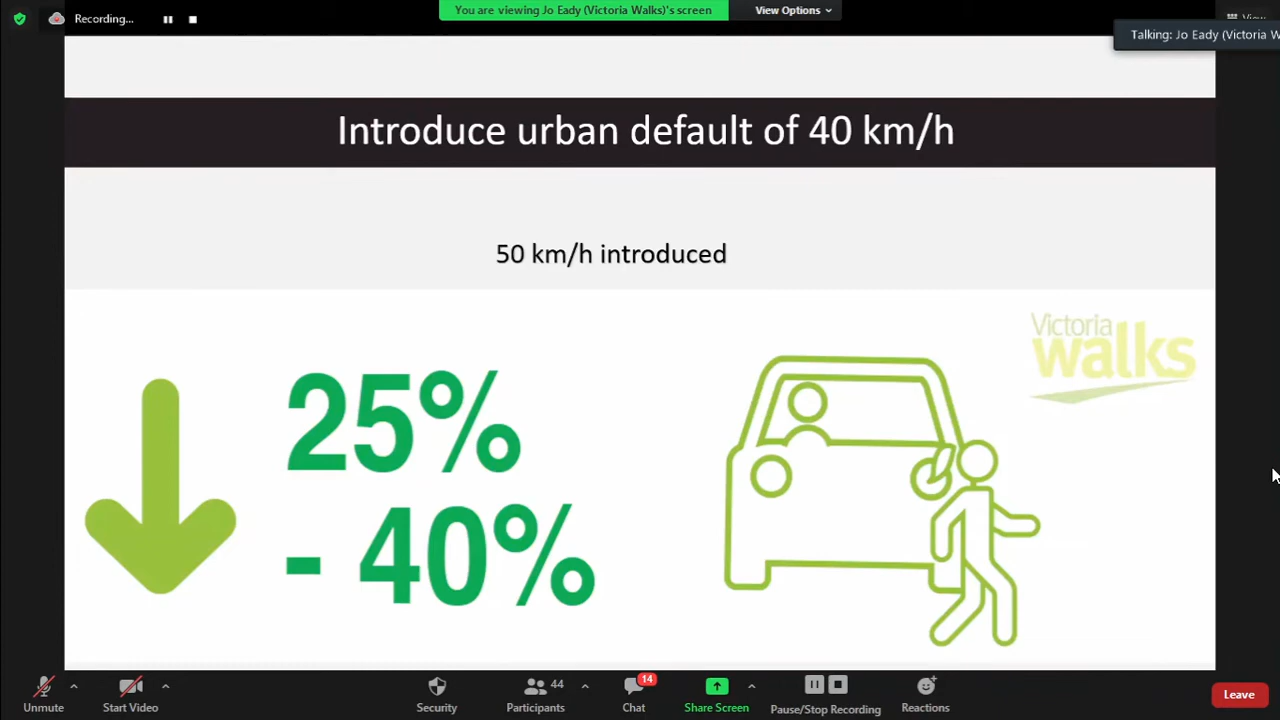 Recording...
You are viewing Jo Eady (Victoria Walks)'s screen
View Options
View
Talking: Jo Eady (Victoria W
Introduce urban default of 40 km/h
50 km/h introduced
Victoria
walks
25%
- 40%
Unmute
Start Video
Security
44
Participants
14
Chat
Share Screen
Pause/Stop Recording
Reactions
Leave